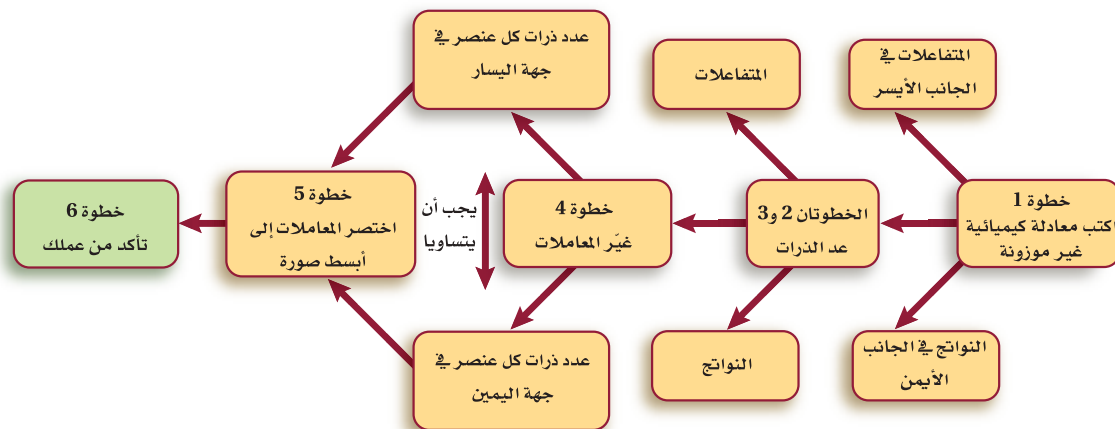 المتفاعلات في
الجانب الأيسر
خطوة 1
اكتب معادلة كيميائية
غير موزونة
النواتج في الجانب
الأيمن
المتفاعلات
الخطوتان 2 و3
عد الذرات
النواتج
عدد ذرات كل عنصر في
جهة اليسار
خطوة 4
غيّر المعاملات
يجب أن
يتساويا
عدد ذرات كل عنصر في
جهة اليمين
خطوة 5
اختصر المعاملات إلى
أبسط صورة
خطوة 6
تأكد من عملك